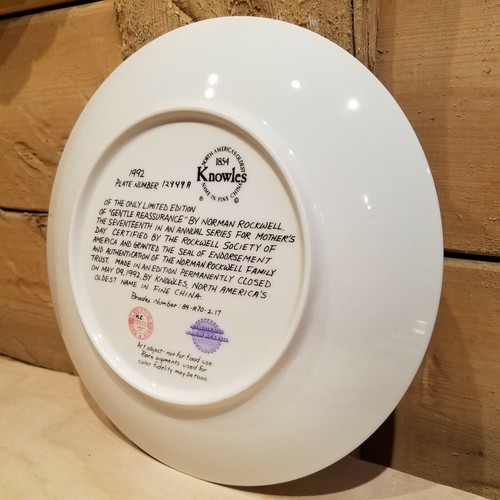 NORTH AMERICA'S OLDEST
1854
Knowles
NAME IN FINE CHINA
® ©
1992
PLATE NUMBER 12949A
OF THE ONLY LIMITED EDITION
OF "GENTLE REASSURANCE" BY NORMAN ROCKWELL.
THE SEVENTEENTH IN AN ANNUAL SERIES FOR MOTHER'S
DAY. CERTIFIED BY THE ROCKWELL SOCIETY OF
AMERICA AND GRANTED THE SEAL OF ENDORSEMENT
AND AUTHENTICATION OF THE NORMAN ROCKWELL FAMILY
TRUST. MADE IN AN EDITION PERMANENTLY CLOSED
ON MAY 09, 1992, BY KNOWLES, NORTH AMERICA'S
OLDEST NAME IN FINE CHINA.
Bradex Number: 84-R70-2.17
Art object: not for food use
Rare pigments used for
color fidelity may be toxic